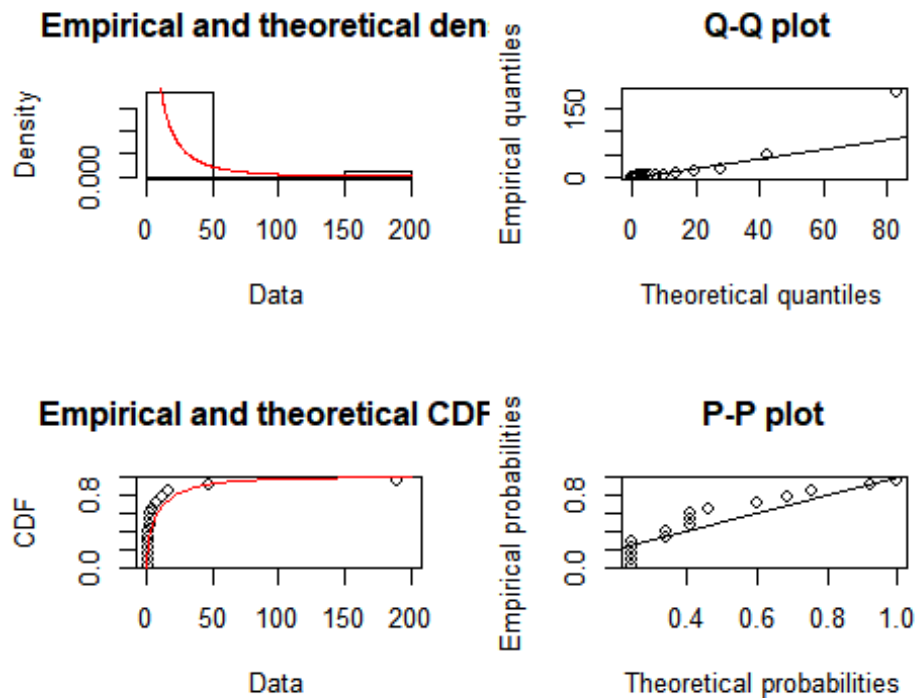 Empirical and theoretical den
Density
0.000
0 50 100 150 200
Data
Q-Q plot
Empirical quantiles
0 150
0 20 40 60 80
Theoretical quantiles
Empirical and theoretical CDF
CDF
0.0 0.8
0 50 100 150 200
Data
P-P plot
Empirical probabilities
0.0 0.8
0.4 0.6 0.8 1.0
Theoretical probabilities